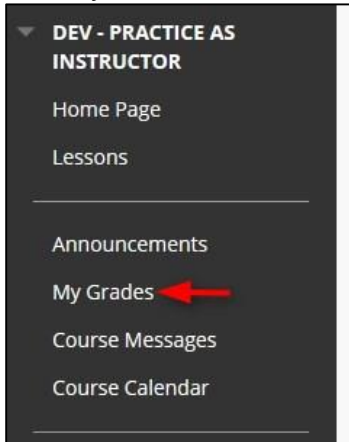 DEV - PRACTICE AS
INSTRUCTOR
Home Page
Lessons
Announcements
My Grades
Course Messages
Course Calendar